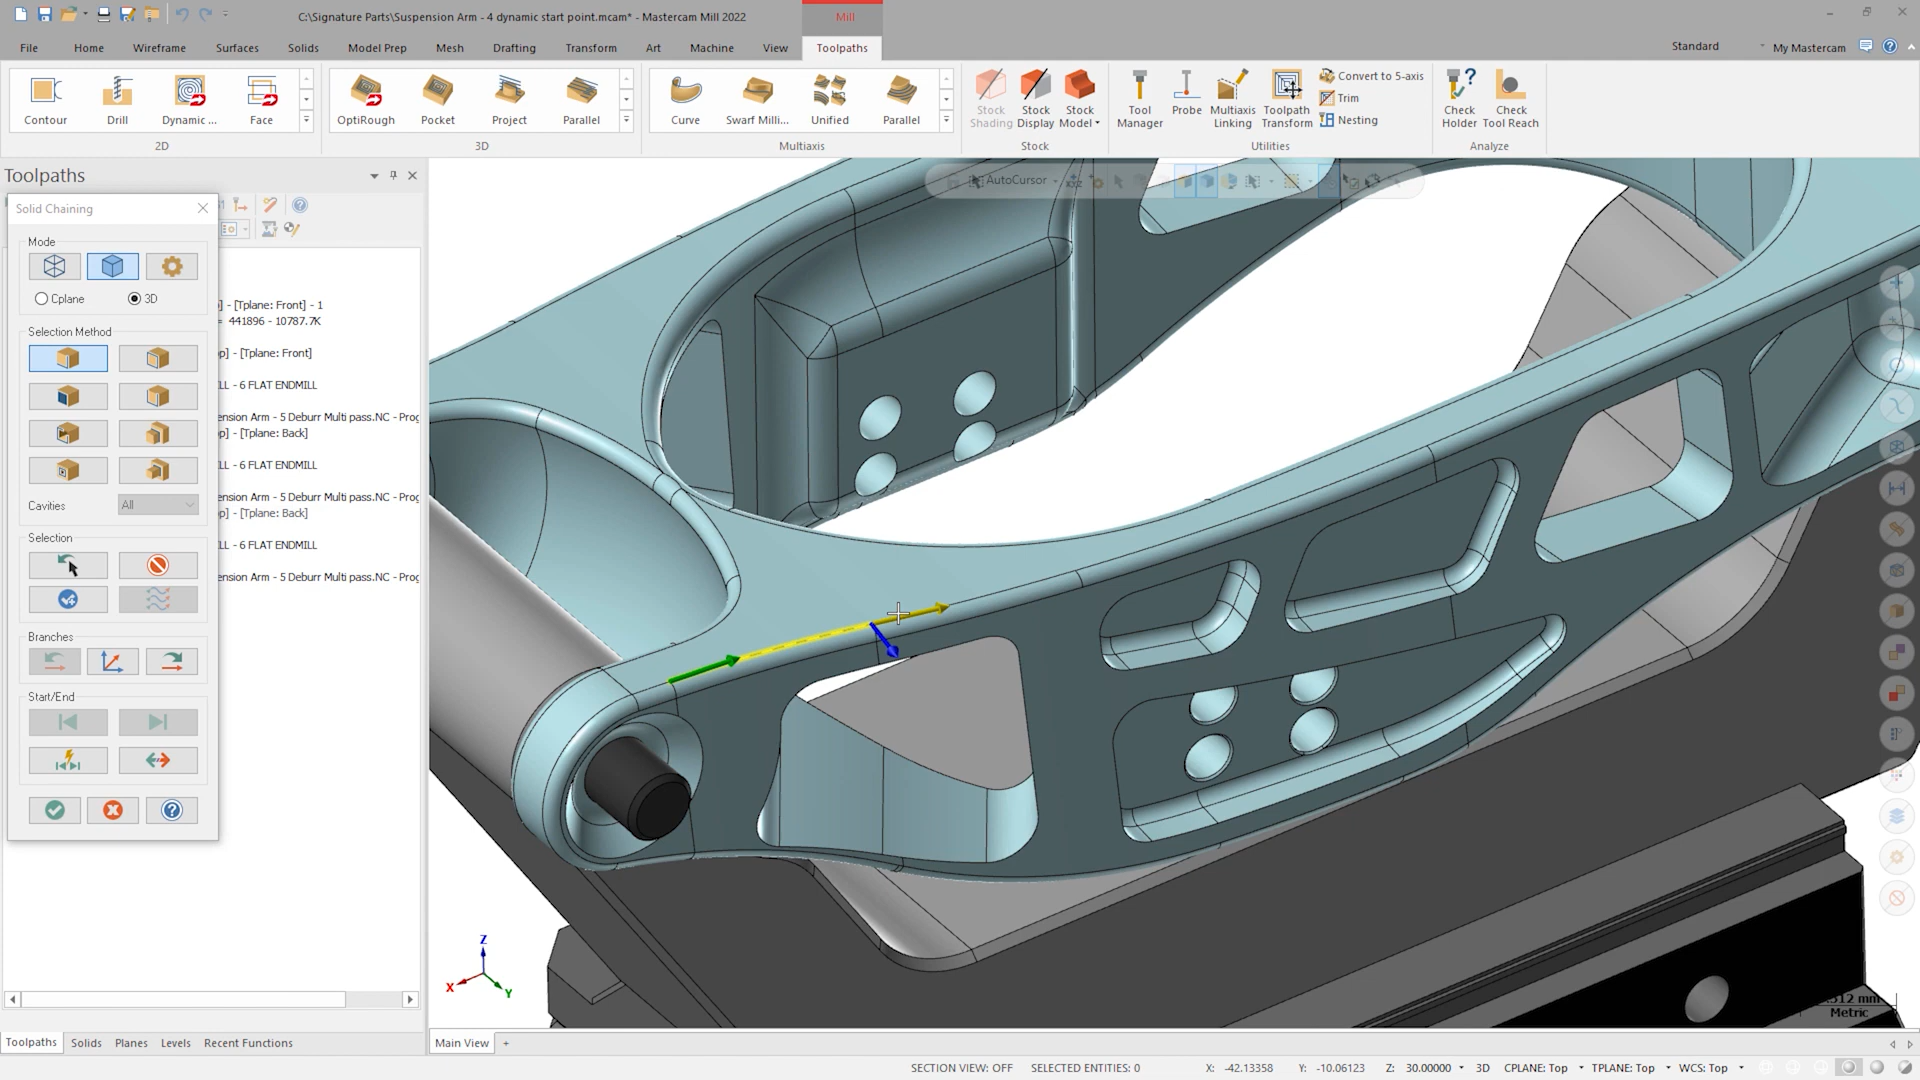 C:\Signature Parts\Suspension Arm - 4 dynamic start point.mcam* - Mastercam Mill 2022
Mill
File Home Wireframe Surfaces Solids Model Prep Mesh Drafting Transform Art Machine View Toolpaths
Standard My Mastercam
Contour Drill Dynamic ... Face
OptiRough Pocket Project Parallel
Curve Swarf Milli... Unified Parallel
Stock Shading
Stock Display
Stock Model
Tool Manager
Probe
Multiaxis Linking
Toolpath Transform
Convert to 5-axis
Trim
Nesting
Check Holder
Check Tool Reach
2D 3D Multiaxis Stock Utilities Analyze
Toolpaths
AutoCursor
Solid Chaining
Mode
Cplane 3D
Selection Method
Cavities All
Selection
Branches
Start/End
] - [Tplane: Front] - 1
= 441896 - 10787.7K
p] - [Tplane: Front]
LL - 6 FLAT ENDMILL
ension Arm - 5 Deburr Multi pass.NC - Prog
p] - [Tplane: Back]
LL - 6 FLAT ENDMILL
ension Arm - 5 Deburr Multi pass.NC - Prog
p] - [Tplane: Back]
LL - 6 FLAT ENDMILL
ension Arm - 5 Deburr Multi pass.NC - Prog
Z
X
Y
.312 mm
Metric
Toolpaths Solids Planes Levels Recent Functions
Main View +
SECTION VIEW: OFF SELECTED ENTITIES: 0 X: -42.13358 Y: -10.06123 Z: 30.00000 3D CPLANE: Top TPLANE: Top WCS: Top